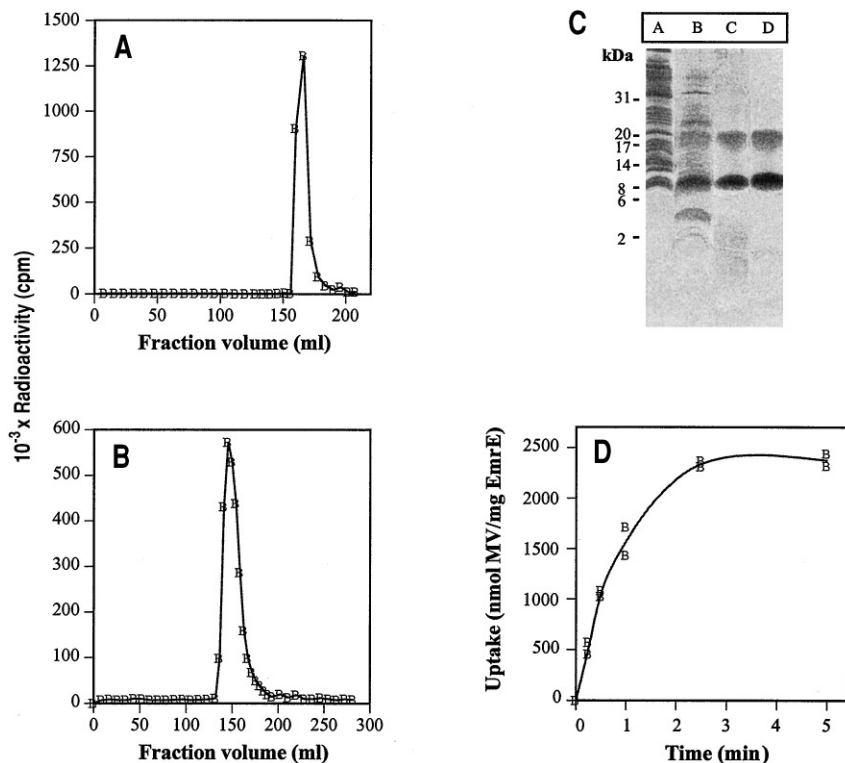 10⁻³x Radioactivity (cpm)
A
1500
1250
1000
750
500
250
0
0 50 100 150 200
Fraction volume (ml)
B
600
500
400
300
200
100
0
0 50 100 150 200 250 300
Fraction volume (ml)
C
A B C D
kDa
31
20
17
14
8
6
2
D
Uptake (nmol MV/mg EmrE)
2500
2000
1500
1000
500
0
0 1 2 3 4 5
Time (min)